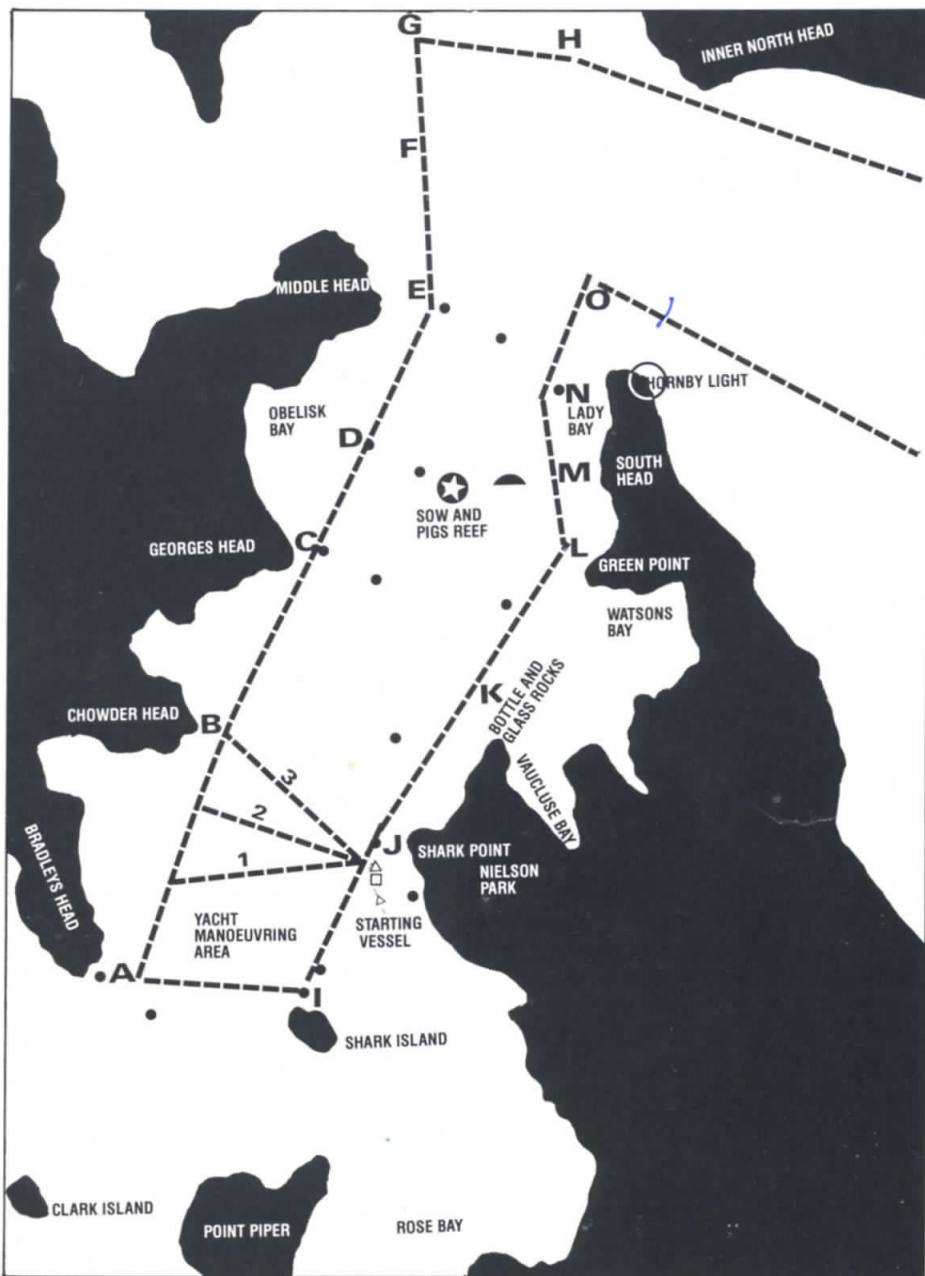 G
H
INNER NORTH HEAD
F
MIDDLE HEAD
E
O
HORNBY LIGHT
N
LADY
BAY
OBELISK
BAY
D
M
SOUTH
HEAD
SOW AND
PIGS REEF
GEORGES HEAD
C
L
GREEN POINT
WATSONS
BAY
K
BOTTLE AND
GLASS ROCKS
CHOWDER HEAD
B
3
VAUCLUSE BAY
2
J
SHARK POINT
1
NIELSON
PARK
BRADLEYS HEAD
YACHT
MANOEUVRING
AREA
STARTING
VESSEL
A
I
SHARK ISLAND
CLARK ISLAND
POINT PIPER
ROSE BAY